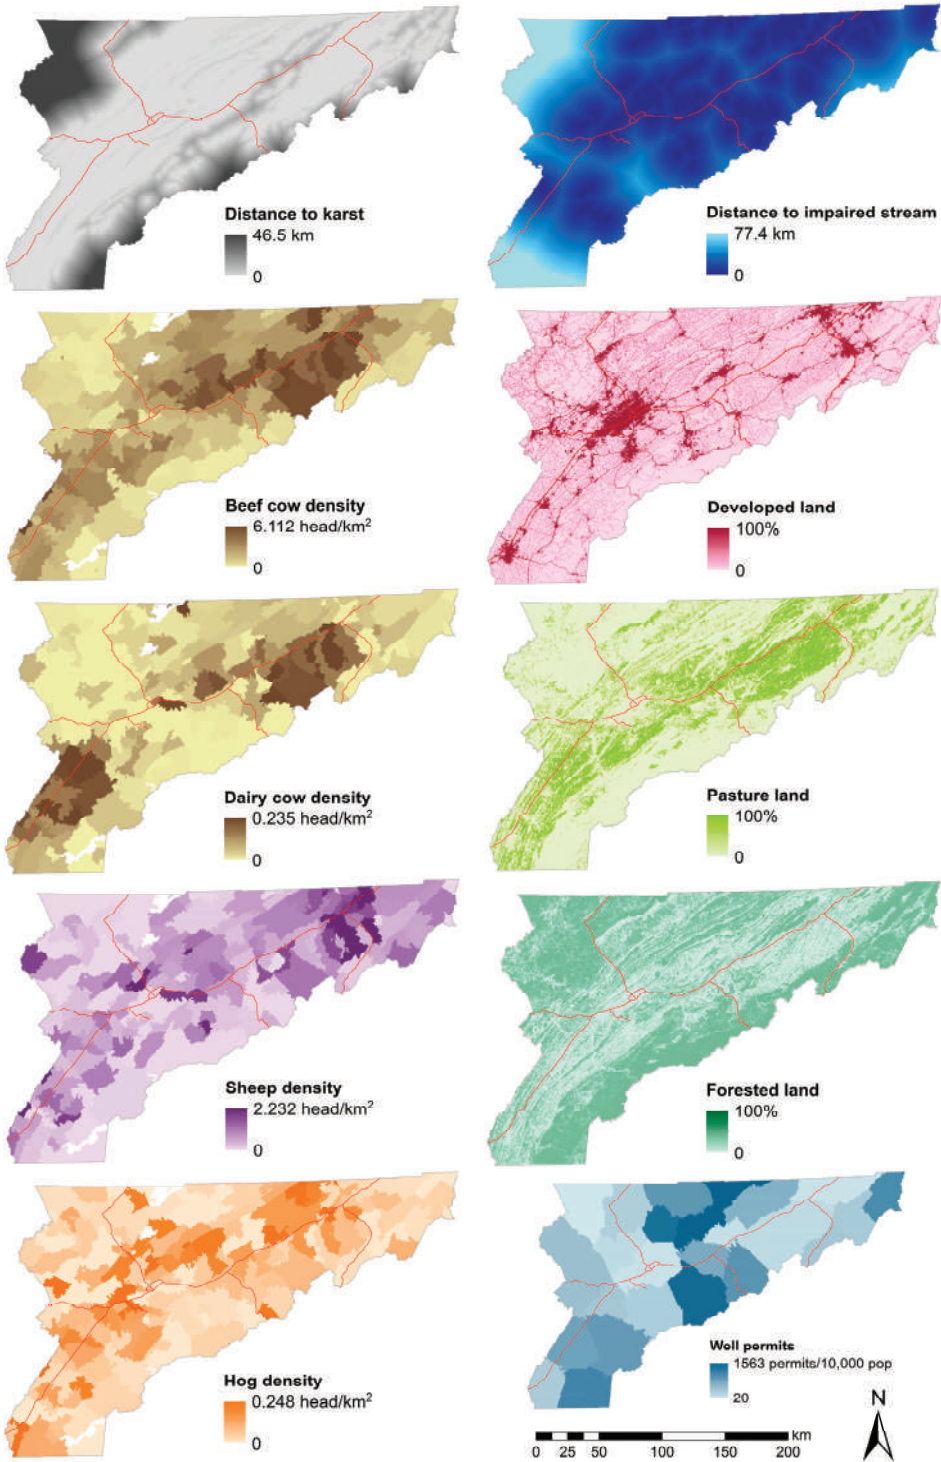 Distance to karst
46.5 km
0
Distance to impaired stream
77.4 km
0
Beef cow density
6.112 head/km²
0
Developed land
100%
0
Dairy cow density
0.235 head/km²
0
Pasture land
100%
0
Sheep density
2.232 head/km²
0
Forested land
100%
0
Hog density
0.248 head/km²
0
Well permits
1563 permits/10,000 pop
20
N
km
0 25 50 100 150 200